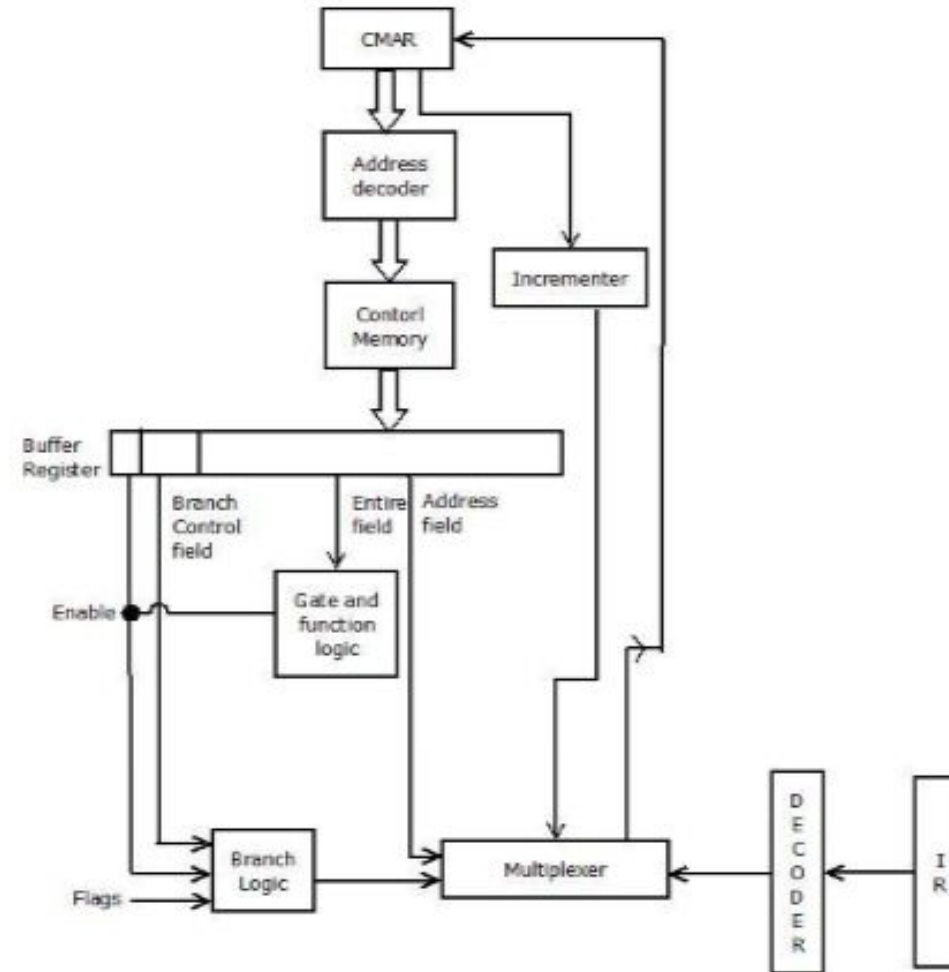 CMAR
Address
decoder
Incrementer
Contorl
Memory
Buffer
Register
Branch
Control
field
Entire
field
Address
field
Enable
Gate and
function
logic
Branch
Logic
Flags
Multiplexer
D
E
C
O
D
E
R
I
R